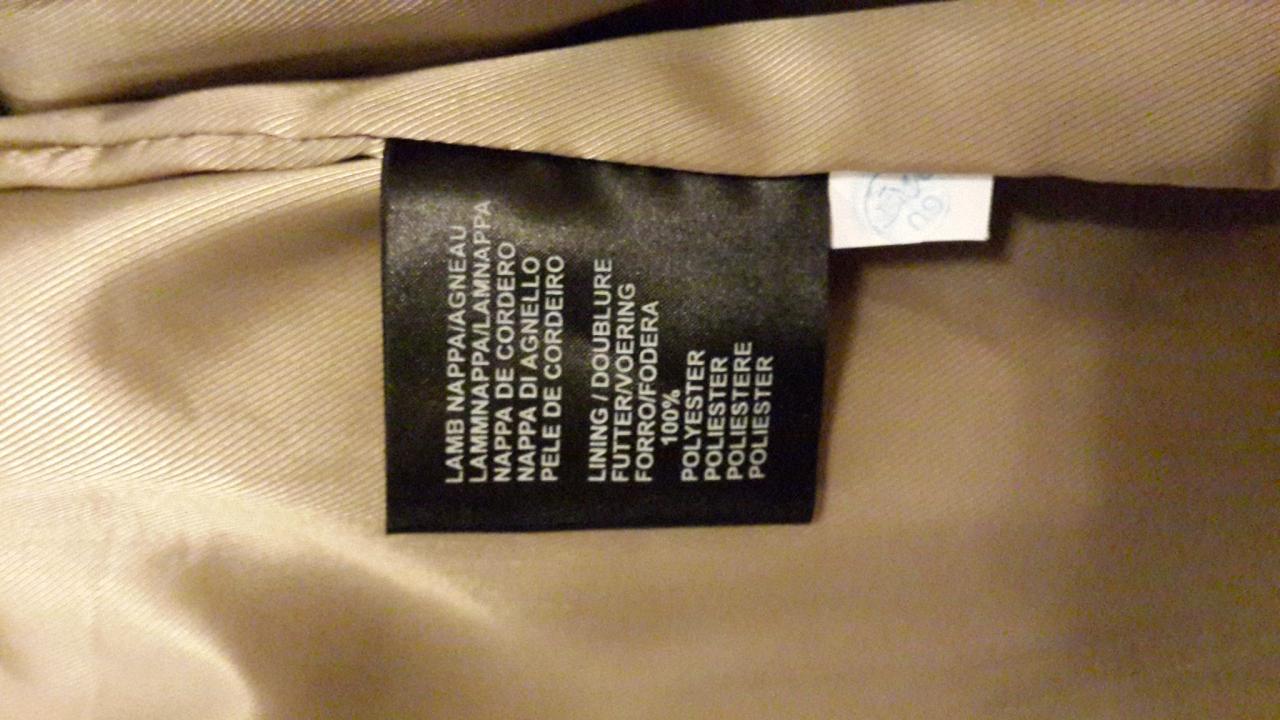 LAMB NAPPA/AGNEAU
LAMMNAPPA/LAMNAPPA
NAPPA DE CORDERO
NAPPA DI AGNELLO
PELE DE CORDEIRO
LINING / DOUBLURE
FUTTER/VOERING
FORRO/FODERA
100%
POLYESTER
POLIESTER
POLIESTERE
POLIESTER